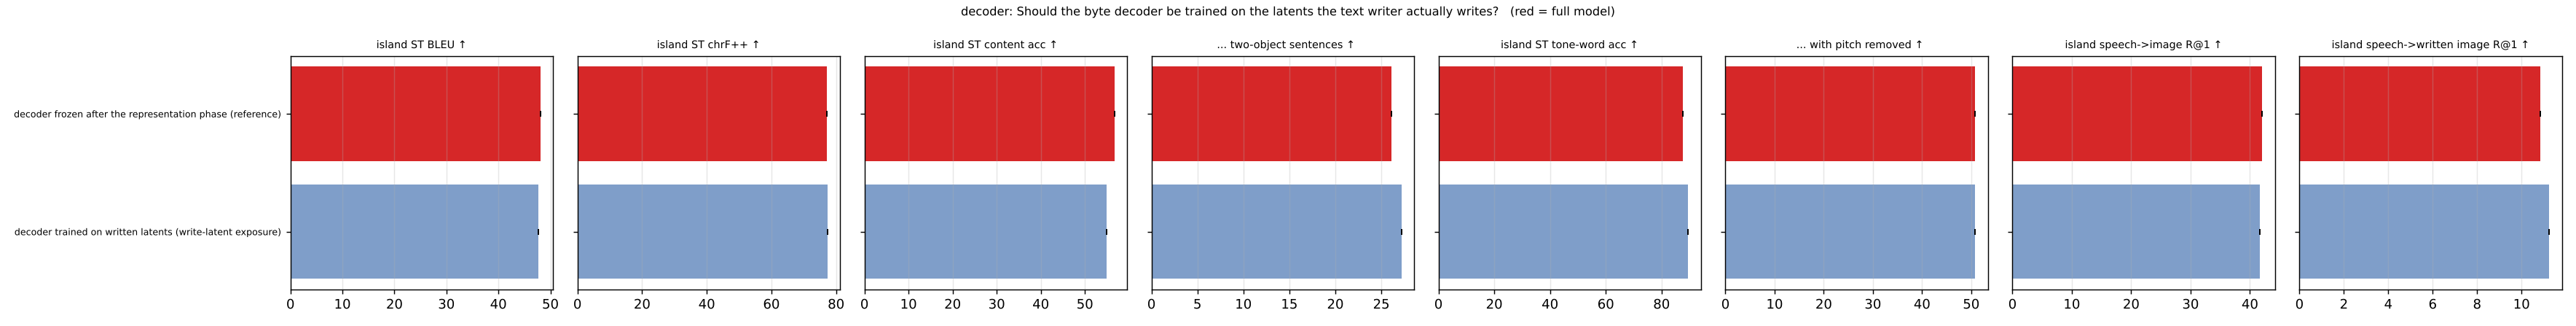 decoder: Should the byte decoder be trained on the latents the text writer actually writes?   (red = full model)
island ST BLEU ↑
island ST chrF++ ↑
island ST content acc ↑
... two-object sentences ↑
island ST tone-word acc ↑
... with pitch removed ↑
island speech->image R@1 ↑
island speech->written image R@1 ↑
decoder frozen after the representation phase (reference)
decoder trained on written latents (write-latent exposure)
0 10 20 30 40 50
0 20 40 60 80
0 10 20 30 40 50
0 5 10 15 20 25
0 20 40 60 80
0 10 20 30 40 50
0 10 20 30 40
0 2 4 6 8 10